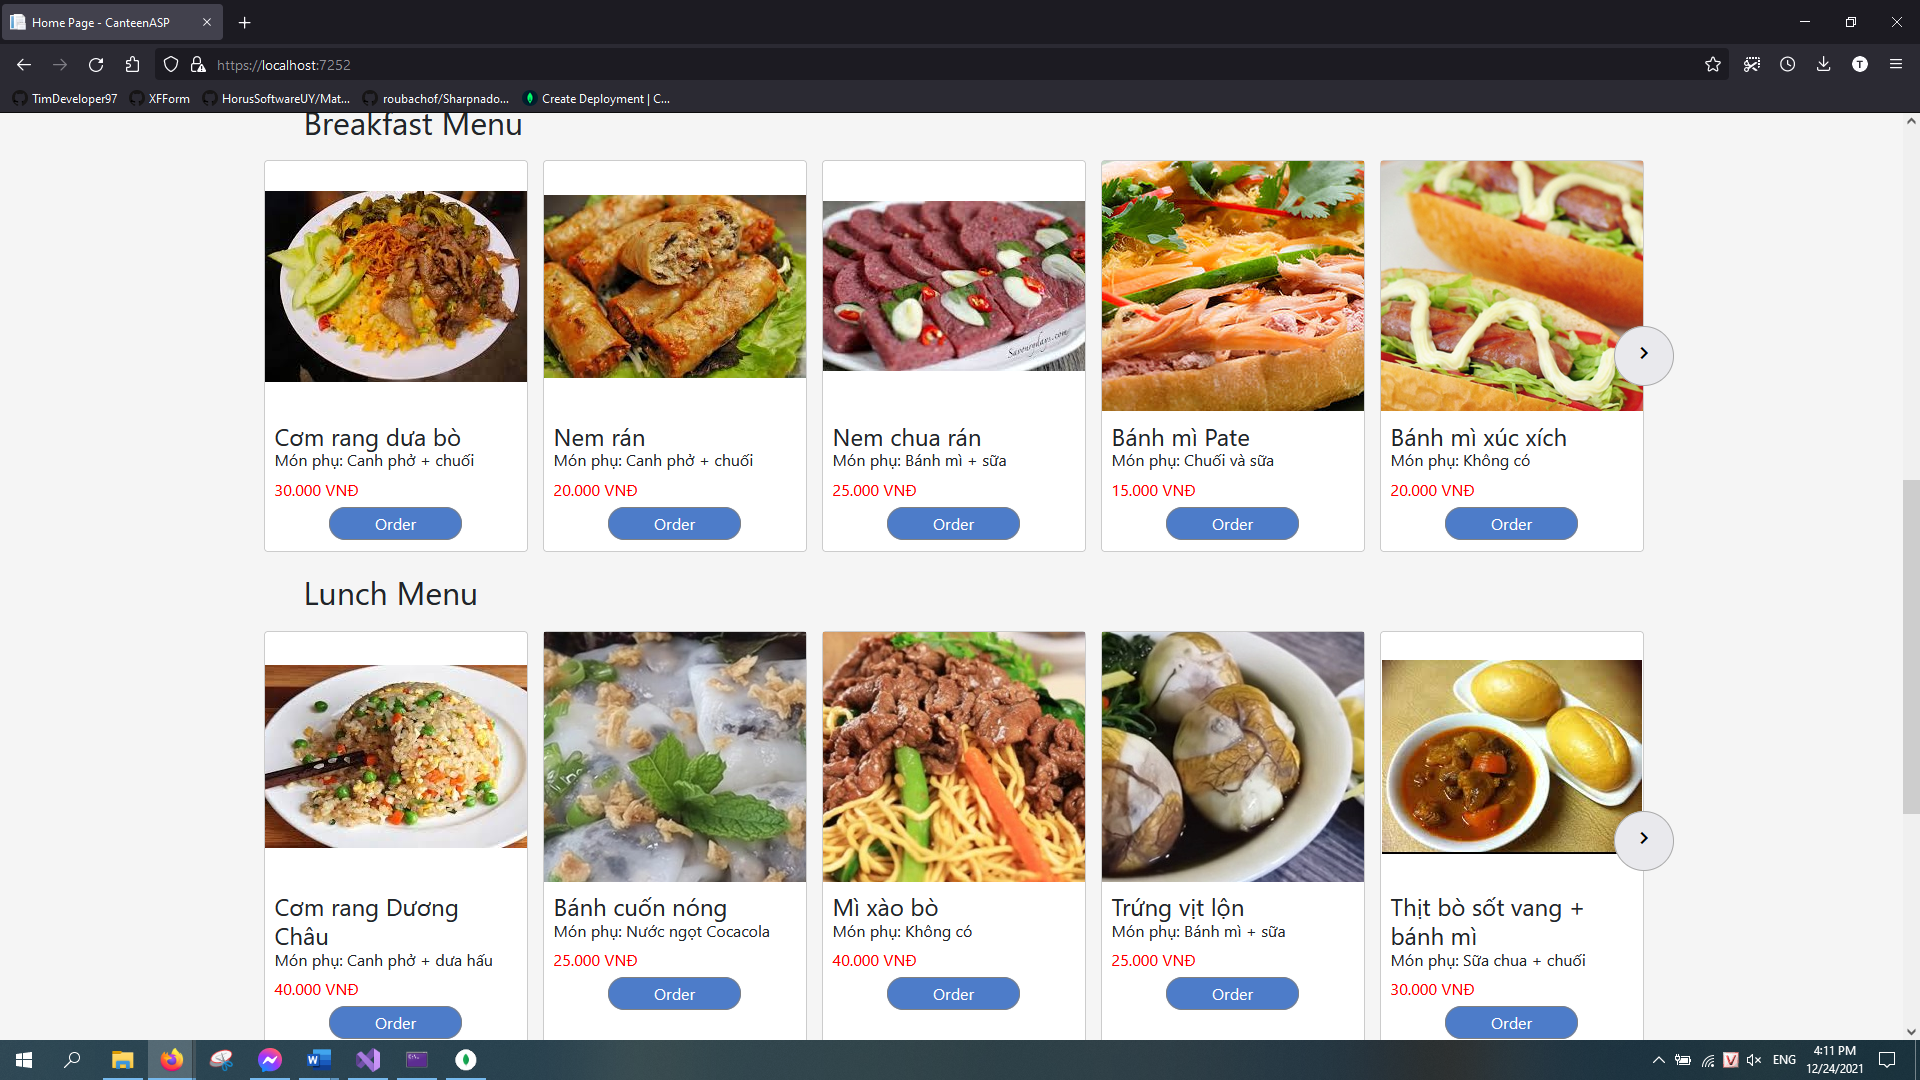 Home Page - CanteenASP
https://localhost:7252
TimDeveloper97
XFForm
HorusSoftwareUY/Mat...
roubachof/Sharpnado...
Create Deployment | C...
T
Breakfast Menu
Savourydays.com
Cơm rang dưa bò
Món phụ: Canh phở + chuối
30.000 VNĐ
Order
Nem rán
Món phụ: Canh phở + chuối
20.000 VNĐ
Order
Nem chua rán
Món phụ: Bánh mì + sữa
25.000 VNĐ
Order
Bánh mì Pate
Món phụ: Chuối và sữa
15.000 VNĐ
Order
Bánh mì xúc xích
Món phụ: Không có
20.000 VNĐ
Order
Lunch Menu
Cơm rang Dương
Châu
Món phụ: Canh phở + dưa hấu
40.000 VNĐ
Order
Bánh cuốn nóng
Món phụ: Nước ngọt Cocacola
25.000 VNĐ
Order
Mì xào bò
Món phụ: Không có
40.000 VNĐ
Order
Trứng vịt lộn
Món phụ: Bánh mì + sữa
25.000 VNĐ
Order
Thịt bò sốt vang +
bánh mì
Món phụ: Sữa chua + chuối
30.000 VNĐ
Order
V
ENG
4:11 PM
12/24/2021